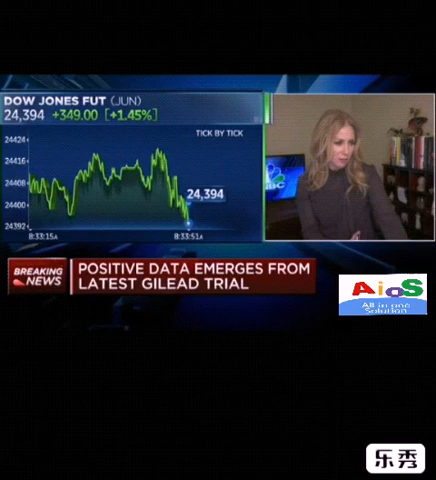 DOW JONES FUT (JUN)
24,394 +349.00 [+1.45%]
TICK BY TICK
24424
24416
24408
24400
24392
24,394
8:33:15A
8:33:51A
NBC
BREAKING NEWS
POSITIVE DATA EMERGES FROM
LATEST GILEAD TRIAL
AioS
All in one
Solution
乐秀